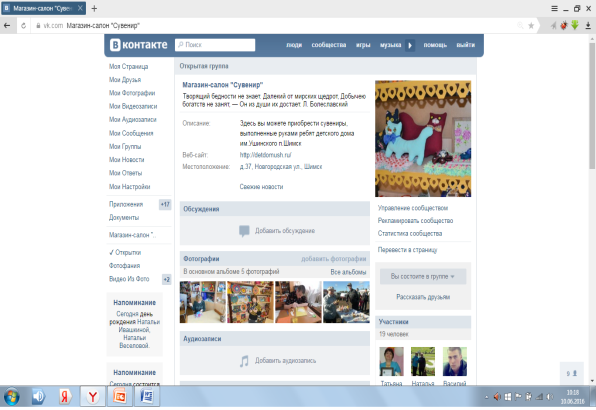 Магазин-салон "Сувен
vk.com Магазин-салон "Сувенир"
В контакте
Поиск
люди сообщества игры музыка помощь выйти
Моя Страница
Мои Друзья
Мои Фотографии
Мои Видеозаписи
Мои Аудиозаписи
Мои Сообщения
Мои Группы
Мои Новости
Мои Ответы
Мои Настройки
Приложения +17
Документы
Магазин-салон "..
Открытки
Фотофания
Видео Из Фото +2
Напоминание
Сегодня день
рождения Натальи
Ивашкиной,
Натальи
Веселовой.
Напоминание
Сегодня состоится
Открытая группа
Магазин-салон "Сувенир"
Творящий бедности не знает. Далекий от мирских щедрот, Добычею
богатств не занят, — Он из души их достает. Л. Болеславский
Описание: Здесь вы можете приобрести сувениры,
выполненные руками ребят детского дома
им.Ушинского п.Шимск
Веб-сайт: http://detdomush.ru/
Местоположение: д.37, Новгородская ул., Шимск
Свежие новости
Обсуждения
Добавить обсуждение
Фотографии добавить фотографии
В основном альбоме 5 фотографий Все альбомы
Аудиозаписи
Добавить аудиозапись
Управление сообществом
Рекламировать сообщество
Статистика сообщества
Перевести в страницу
Вы состоите в группе
Рассказать друзьям
Участники
19 человек
Татьяна Наталья Василий
9
18:18
10.06.2016